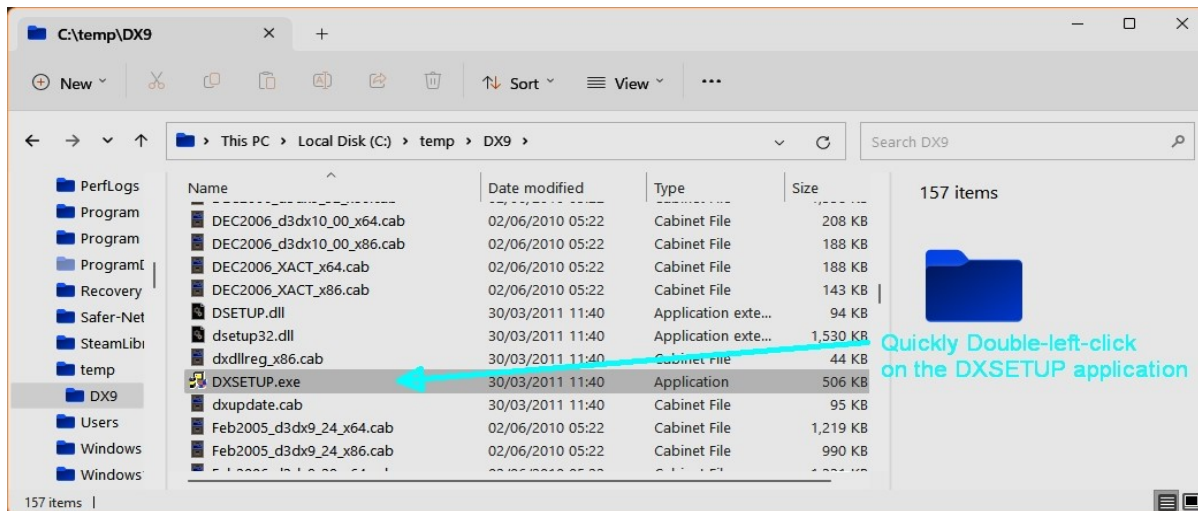 C:\temp\DX9
New
Sort
View
This PC > Local Disk (C:) > temp > DX9 >
Search DX9
PerfLogs
Program
Program
Recovery
Safer-Net
SteamLibr
temp
DX9
Users
Windows
Windows
Name Date modified Type Size
DEC2006_d3dx10_00_x64.cab 02/06/2010 05:22 Cabinet File 208 KB
DEC2006_d3dx10_00_x86.cab 02/06/2010 05:22 Cabinet File 188 KB
DEC2006_XACT_x64.cab 02/06/2010 05:22 Cabinet File 188 KB
DEC2006_XACT_x86.cab 02/06/2010 05:22 Cabinet File 143 KB
DSETUP.dll 30/03/2011 11:40 Application exte... 94 KB
dsetup32.dll 30/03/2011 11:40 Application exte... 1,530 KB
dxdllreg_x86.cab 30/03/2011 11:40 Cabinet File 44 KB
DXSETUP.exe 30/03/2011 11:40 Application 506 KB
dxupdate.cab 30/03/2011 11:40 Cabinet File 95 KB
Feb2005_d3dx9_24_x64.cab 02/06/2010 05:22 Cabinet File 1,219 KB
Feb2005_d3dx9_24_x86.cab 02/06/2010 05:22 Cabinet File 990 KB
157 items
Quickly Double-left-click
on the DXSETUP application
157 items